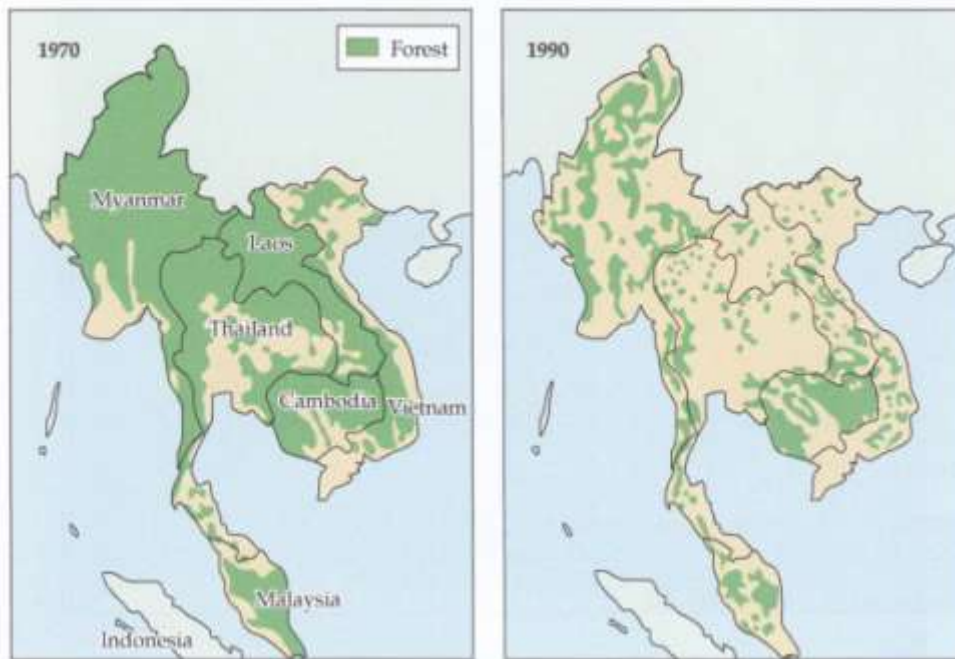 1970
Forest
Myanmar
Laos
Thailand
Cambodia
Vietnam
Malaysia
Indonesia
1990